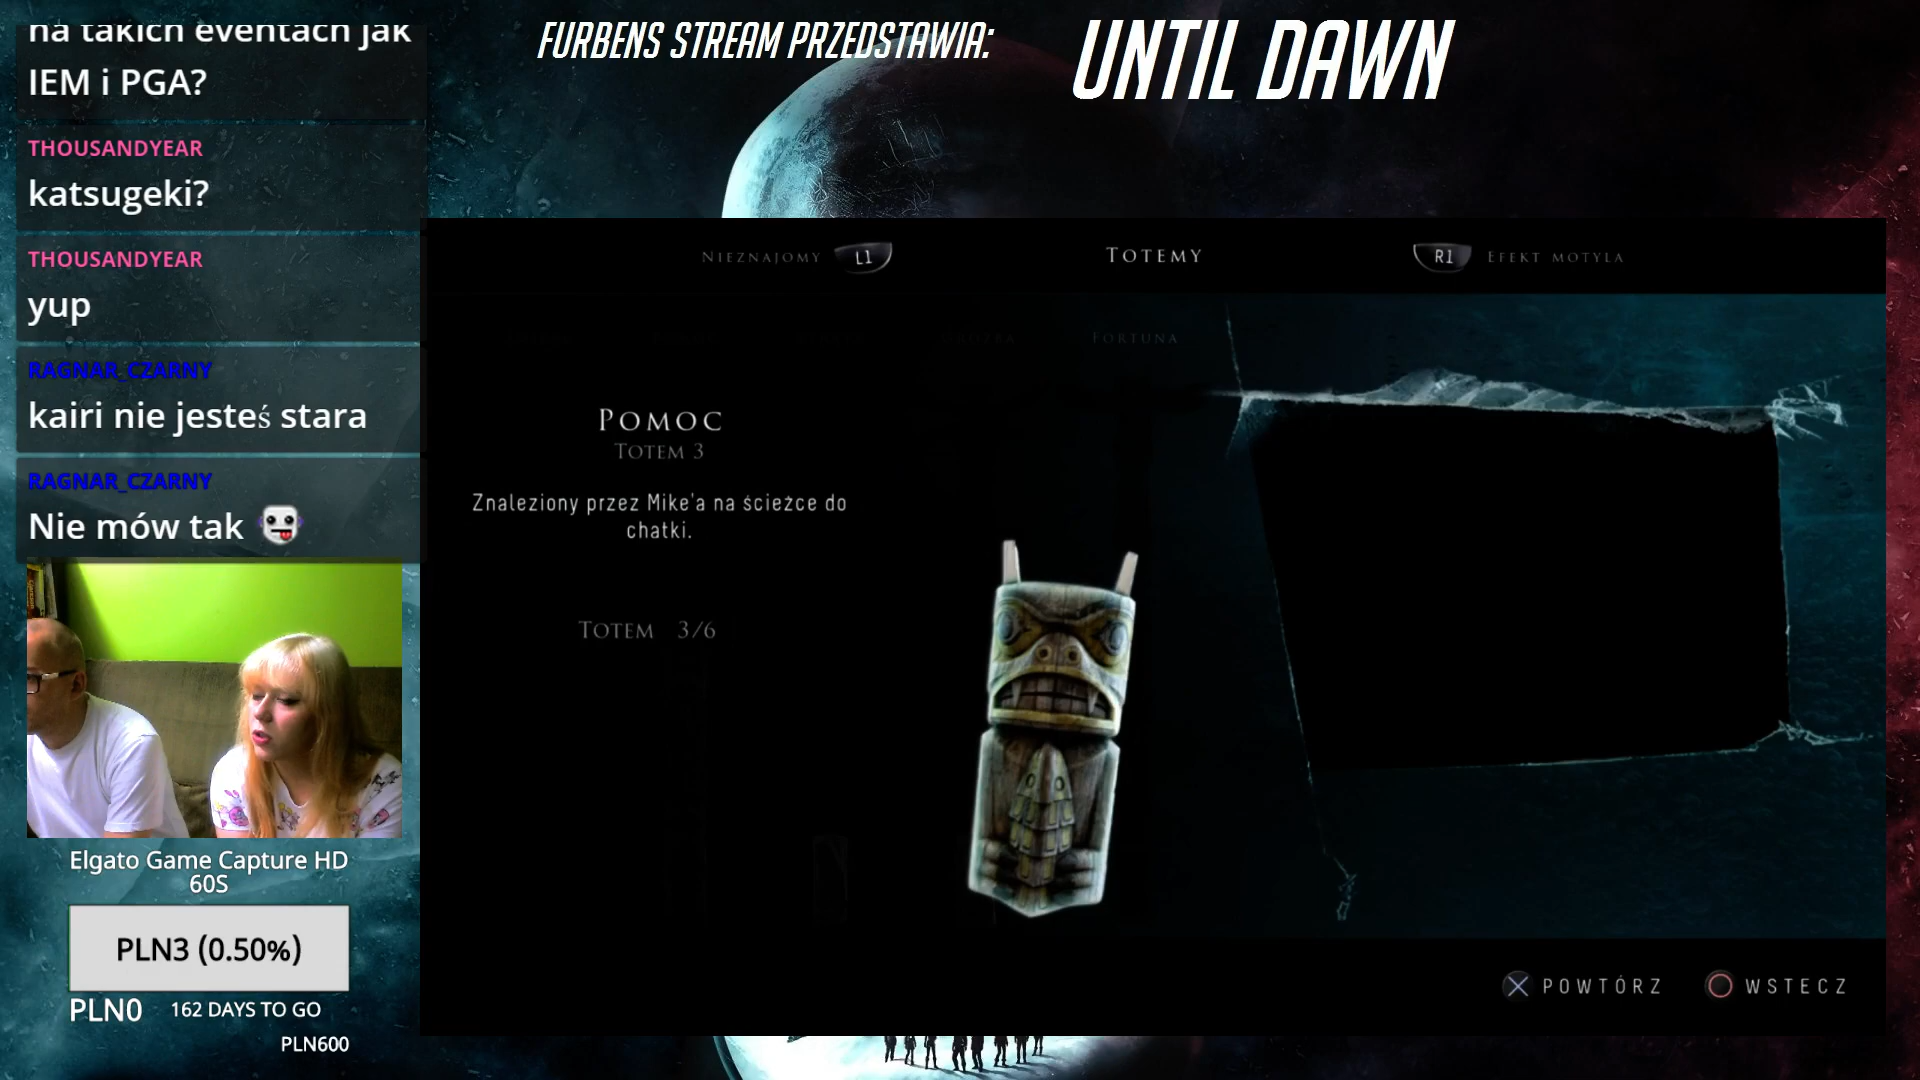 na takich eventach jak
IEM i PGA?
THOUSANDYEAR
katsugeki?
THOUSANDYEAR
yup
RAGNAR_CZARNY
kairi nie jesteś stara
RAGNAR_CZARNY
Nie mów tak
Elgato Game Capture HD
60S
PLN3 (0.50%)
PLN0 162 DAYS TO GO
PLN600
FURBENS STREAM PRZEDSTAWIA:
UNTIL DAWN
NIEZNAJOMY L1 TOTEMY R1 EFEKT MOTYLA
FORTUNA
POMOC
TOTEM 3
Znaleziony przez Mike'a na ścieżce do
chatki.
TOTEM 3/6
POWTÓRZ WSTECZ